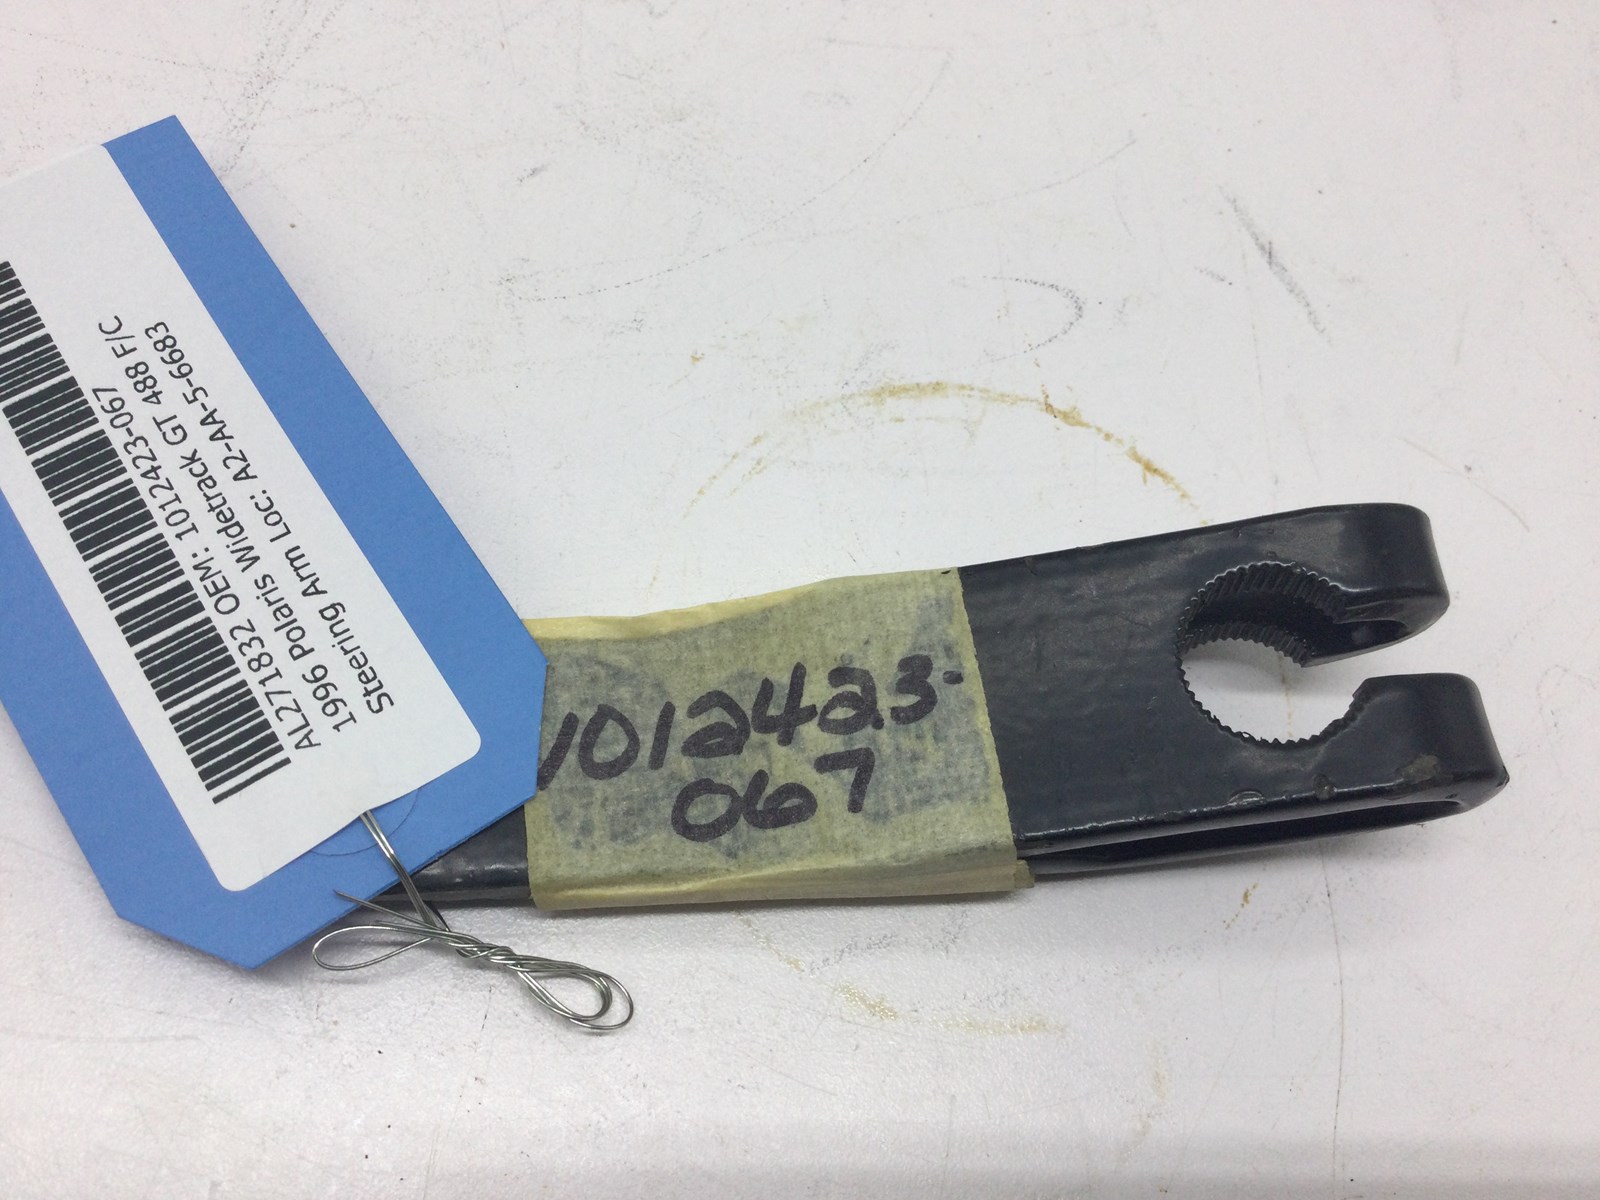 AL271832 OEM: 1012423-067
1996 Polaris Widetrack GT 488 F/C
Steering Arm Loc: A2-AA-5-6683
1012423-
067